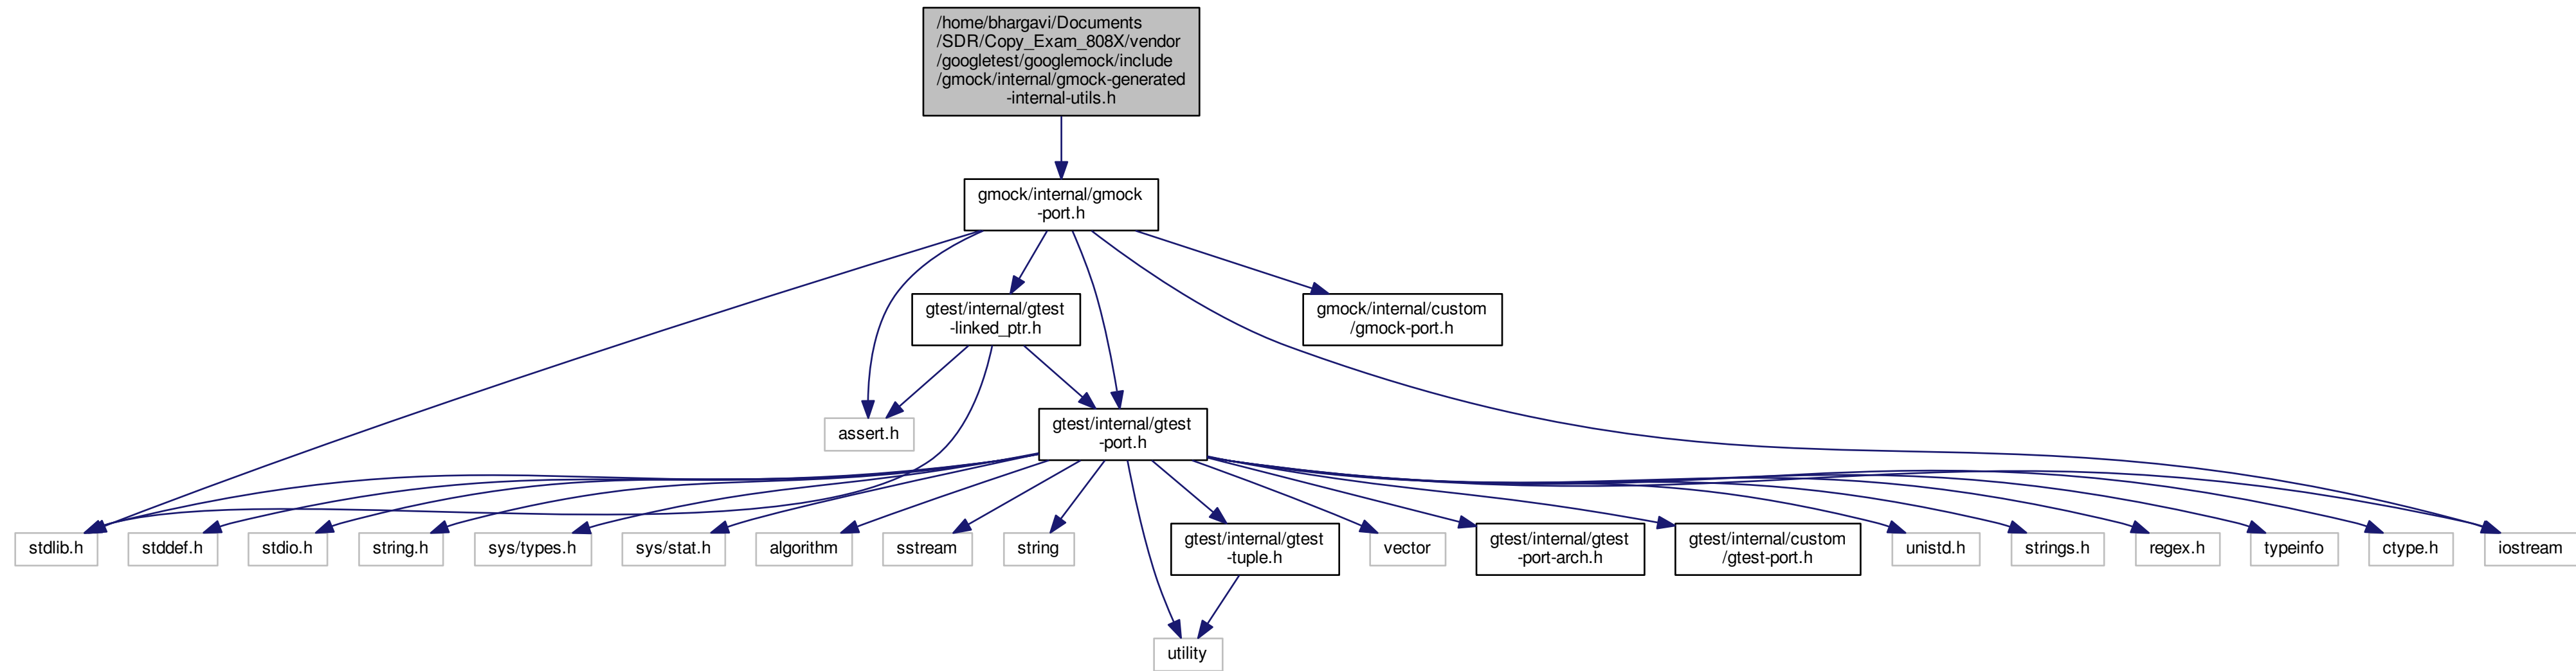 /home/bhargavi/Documents
/SDR/Copy_Exam_808X/vendor
/googletest/googlemock/include
/gmock/internal/gmock-generated
-internal-utils.h
gmock/internal/gmock
-port.h
gtest/internal/gtest
-linked_ptr.h
gmock/internal/custom
/gmock-port.h
assert.h
gtest/internal/gtest
-port.h
stdlib.h
stddef.h
stdio.h
string.h
sys/types.h
sys/stat.h
algorithm
sstream
string
gtest/internal/gtest
-tuple.h
vector
gtest/internal/gtest
-port-arch.h
gtest/internal/custom
/gtest-port.h
unistd.h
strings.h
regex.h
typeinfo
ctype.h
iostream
utility